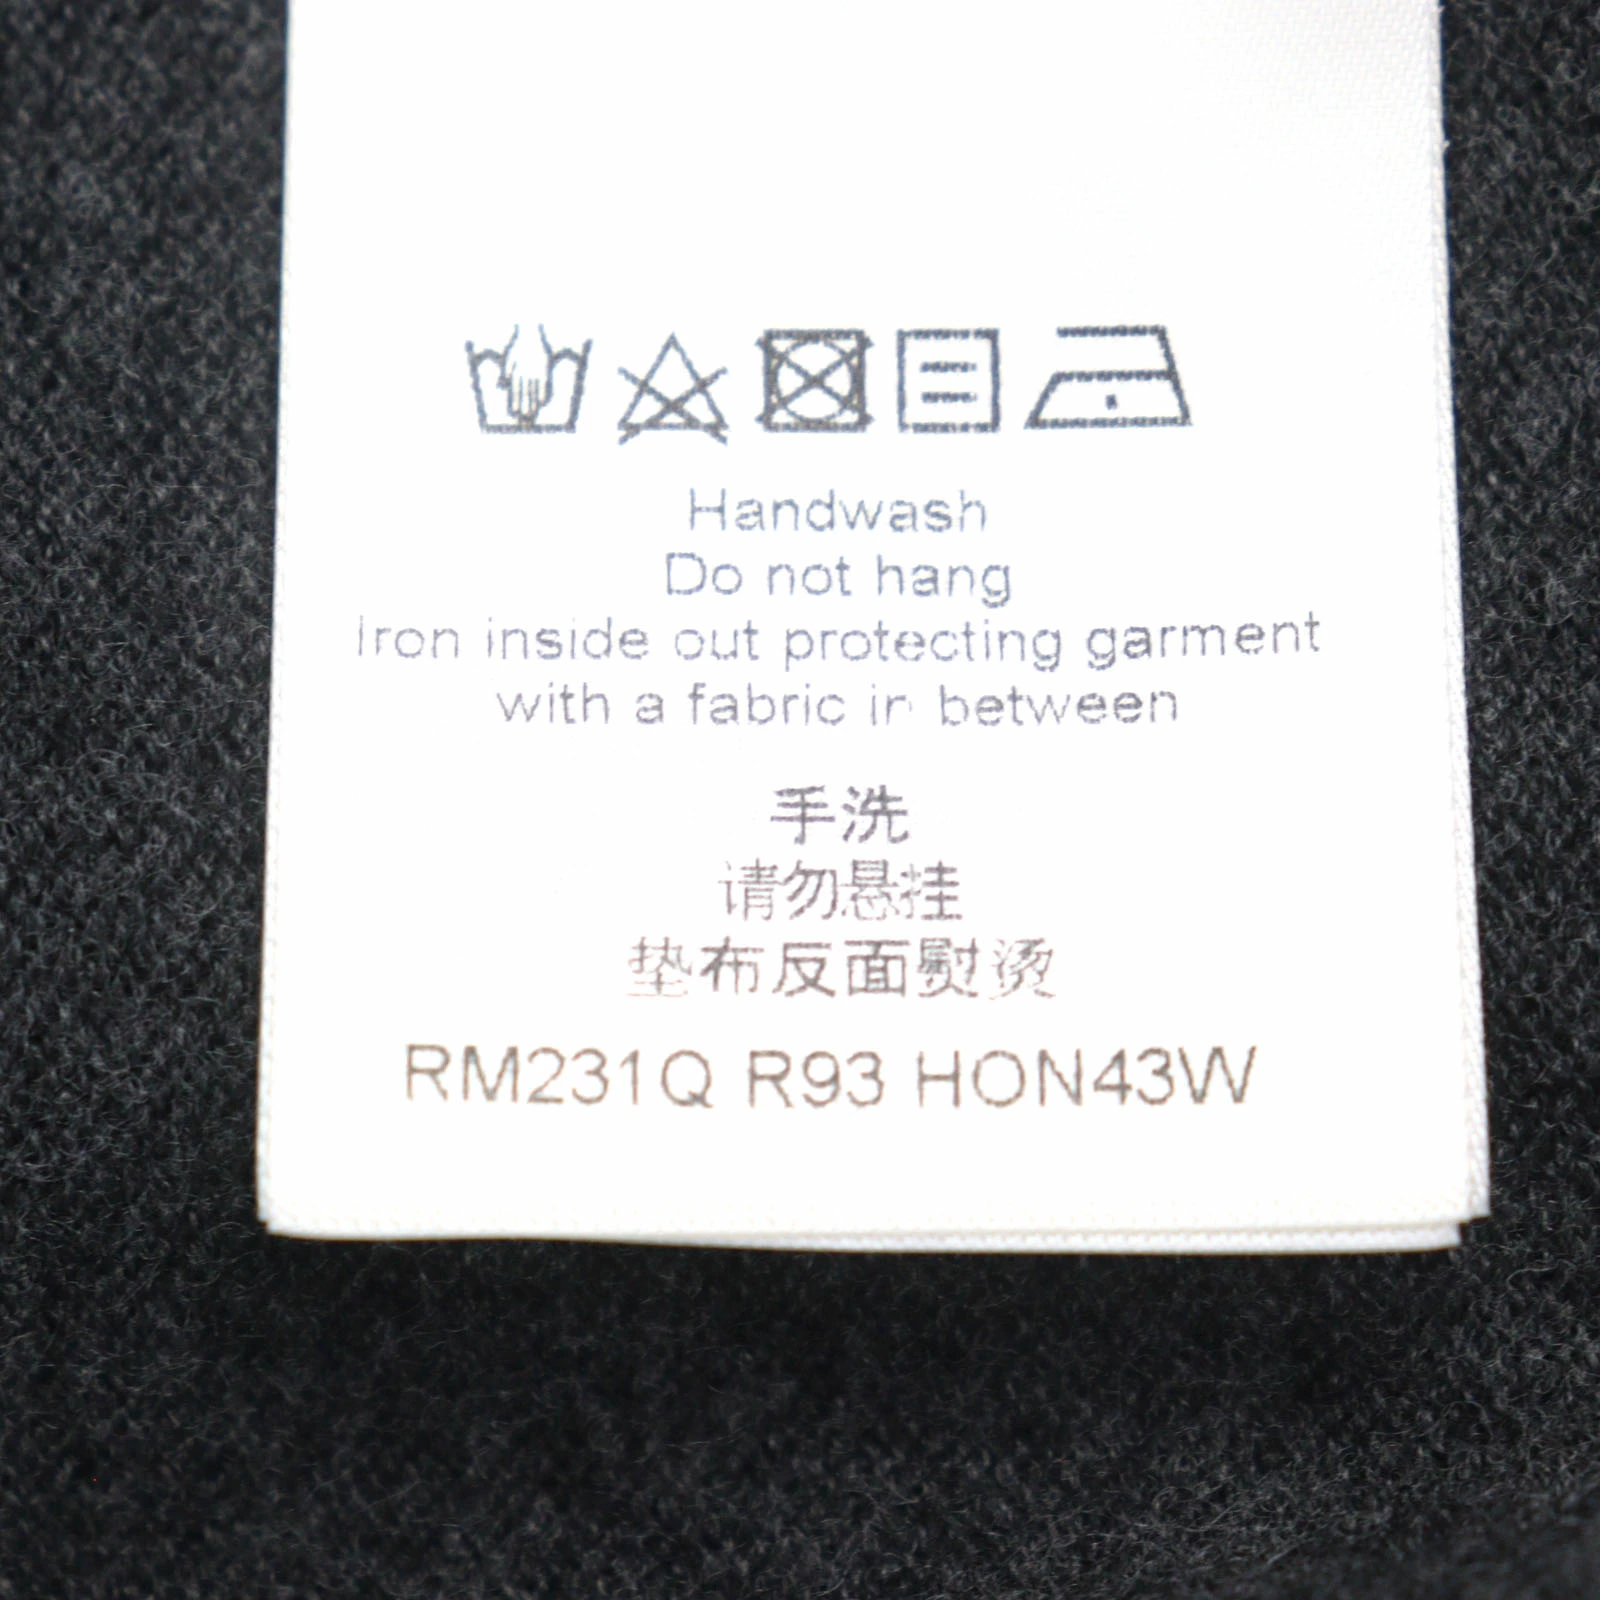 Handwash
Do not hang
Iron inside out protecting garment
with a fabric in between
手洗
请勿悬挂
垫布反面熨烫
RM231Q R93 HON43W